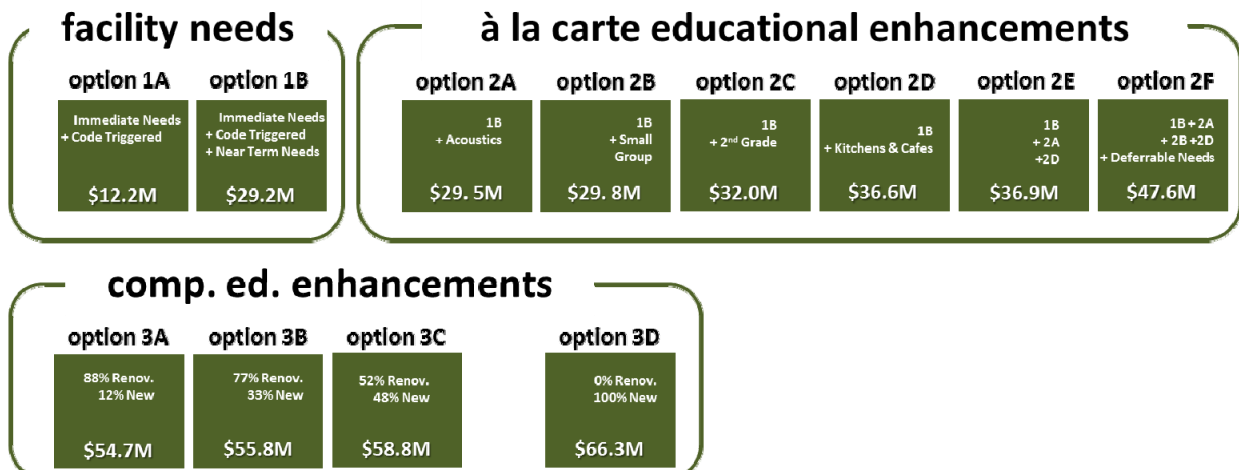 facility needs
option 1A
Immediate Needs
+ Code Triggered
$12.2M
option 1B
Immediate Needs
+ Code Triggered
+ Near Term Needs
$29.2M
à la carte educational enhancements
option 2A
1B
+ Acoustics
$29. 5M
option 2B
1B
+ Small
Group
$29. 8M
option 2C
1B
+ 2nd Grade
$32.0M
option 2D
1B
+ Kitchens & Cafes
$36.6M
option 2E
1B
+ 2A
+2D
$36.9M
option 2F
1B + 2A
+ 2B +2D
+ Deferrable Needs
$47.6M
comp. ed. enhancements
option 3A
88% Renov.
12% New
$54.7M
option 3B
77% Renov.
33% New
$55.8M
option 3C
52% Renov.
48% New
$58.8M
option 3D
0% Renov.
100% New
$66.3M